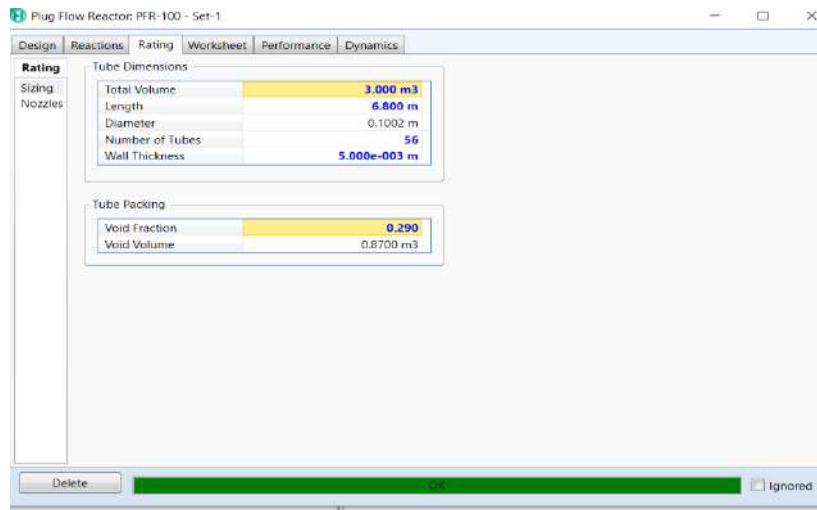 Plug Flow Reactor: PFR-100 - Set-1
Design Reactions Rating Worksheet Performance Dynamics
Rating
Sizing
Nozzles
Tube Dimensions
Total Volume 3.000 m3
Length 6.800 m
Diameter 0.1002 m
Number of Tubes 56
Wall Thickness 5.000e-003 m
Tube Packing
Void Fraction 0.290
Void Volume 0.8700 m3
Delete OK Ignored